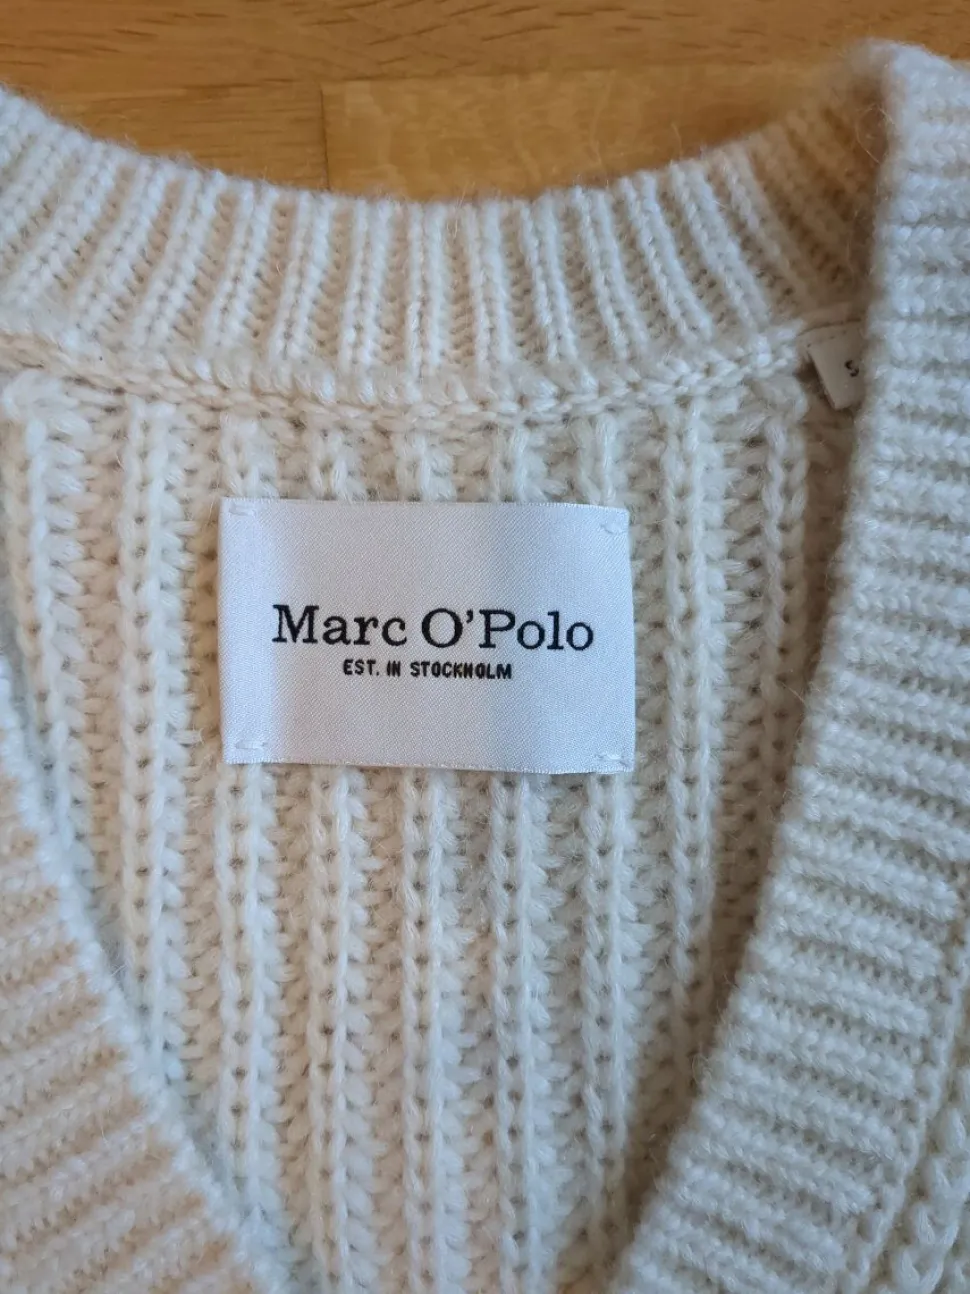 S
Marc O'Polo
EST. IN STOCKHOLM